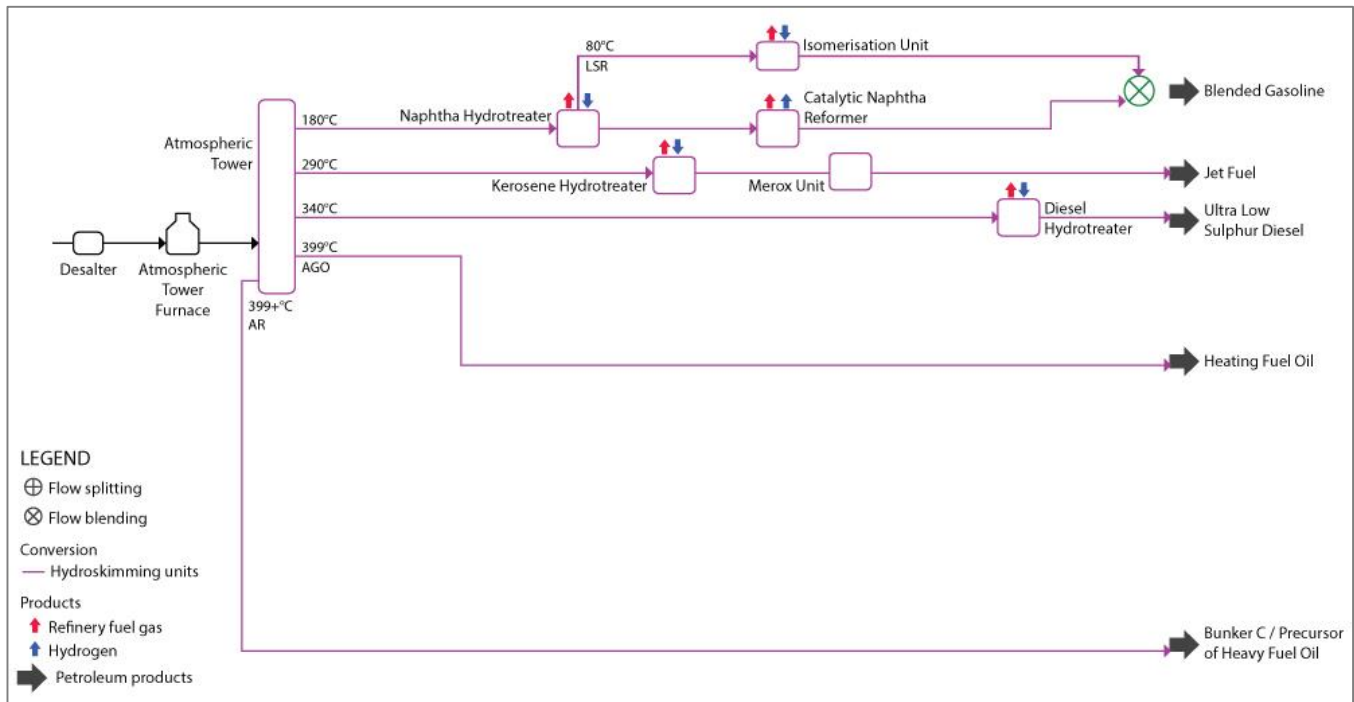 80°C
LSR
Isomerisation Unit
Blended Gasoline
Naphtha Hydrotreater
Catalytic Naphtha
Reformer
180°C
Atmospheric
Tower
290°C
Kerosene Hydrotreater
Merox Unit
Jet Fuel
340°C
Diesel
Hydrotreater
Ultra Low
Sulphur Diesel
399°C
AGO
Desalter
Atmospheric
Tower
Furnace
399+°C
AR
Heating Fuel Oil
LEGEND
Flow splitting
Flow blending
Conversion
Hydroskimming units
Products
Refinery fuel gas
Hydrogen
Petroleum products
Bunker C / Precursor
of Heavy Fuel Oil